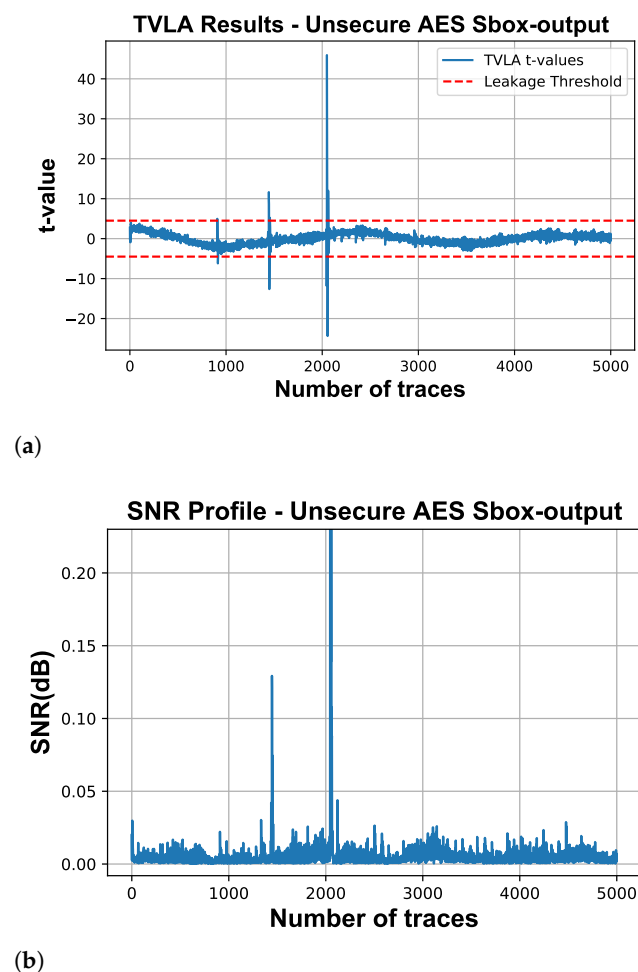 TVLA Results - Unsecure AES Sbox-output
TVLA t-values
Leakage Threshold
t-value
40
30
20
10
0
−10
−20
0 1000 2000 3000 4000 5000
Number of traces
(a)
SNR Profile - Unsecure AES Sbox-output
SNR(dB)
0.20
0.15
0.10
0.05
0.00
0 1000 2000 3000 4000 5000
Number of traces
(b)